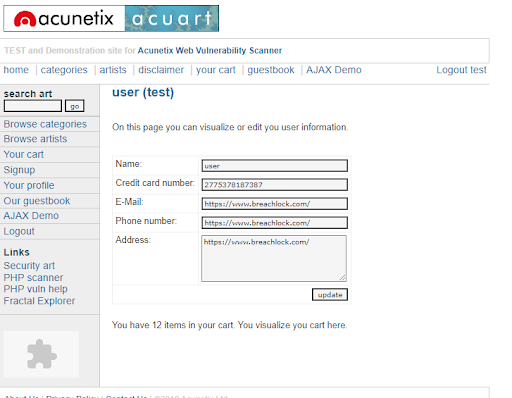 acunetix acuart
TEST and Demonstration site for Acunetix Web Vulnerability Scanner
home | categories | artists | disclaimer | your cart | guestbook | AJAX Demo Logout test
search art
go
Browse categories
Browse artists
Your cart
Signup
Your profile
Our guestbook
AJAX Demo
Logout
Links
Security art
PHP scanner
PHP vuln help
Fractal Explorer
user (test)
On this page you can visualize or edit you user information.
Name: user
Credit card number: 2775378187387
E-Mail: https://www.breachlock.com/
Phone number: https://www.breachlock.com/
Address: https://www.breachlock.com/
update
You have 12 items in your cart. You visualize you cart here.